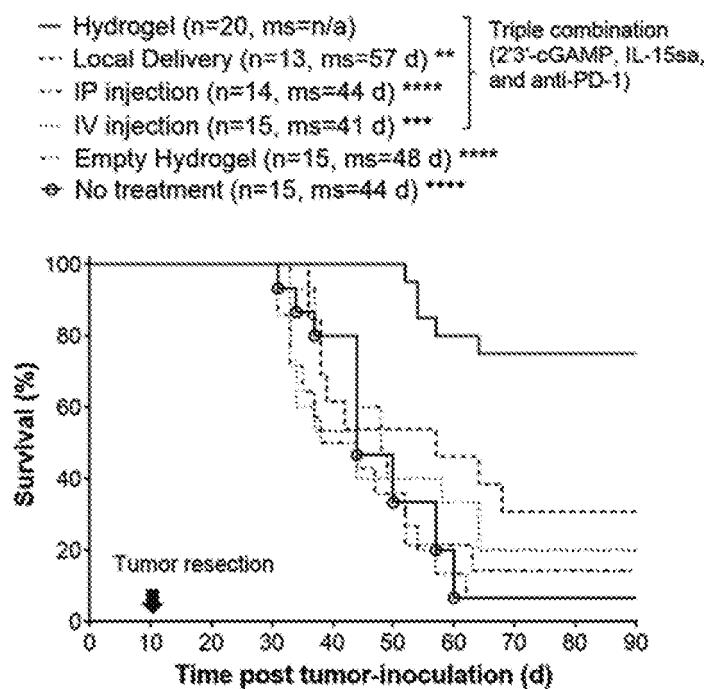 Hydrogel (n=20, ms=n/a)
Local Delivery (n=13, ms=57 d) **
IP injection (n=14, ms=44 d) ****
IV injection (n=15, ms=41 d) ***
Empty Hydrogel (n=15, ms=48 d) ****
No treatment (n=15, ms=44 d) ****
Triple combination
(2'3'-cGAMP, IL-15sa,
and anti-PD-1)
Survival (%)
100
80
60
40
20
0
Tumor resection
0 10 20 30 40 50 60 70 80 90
Time post tumor-inoculation (d)